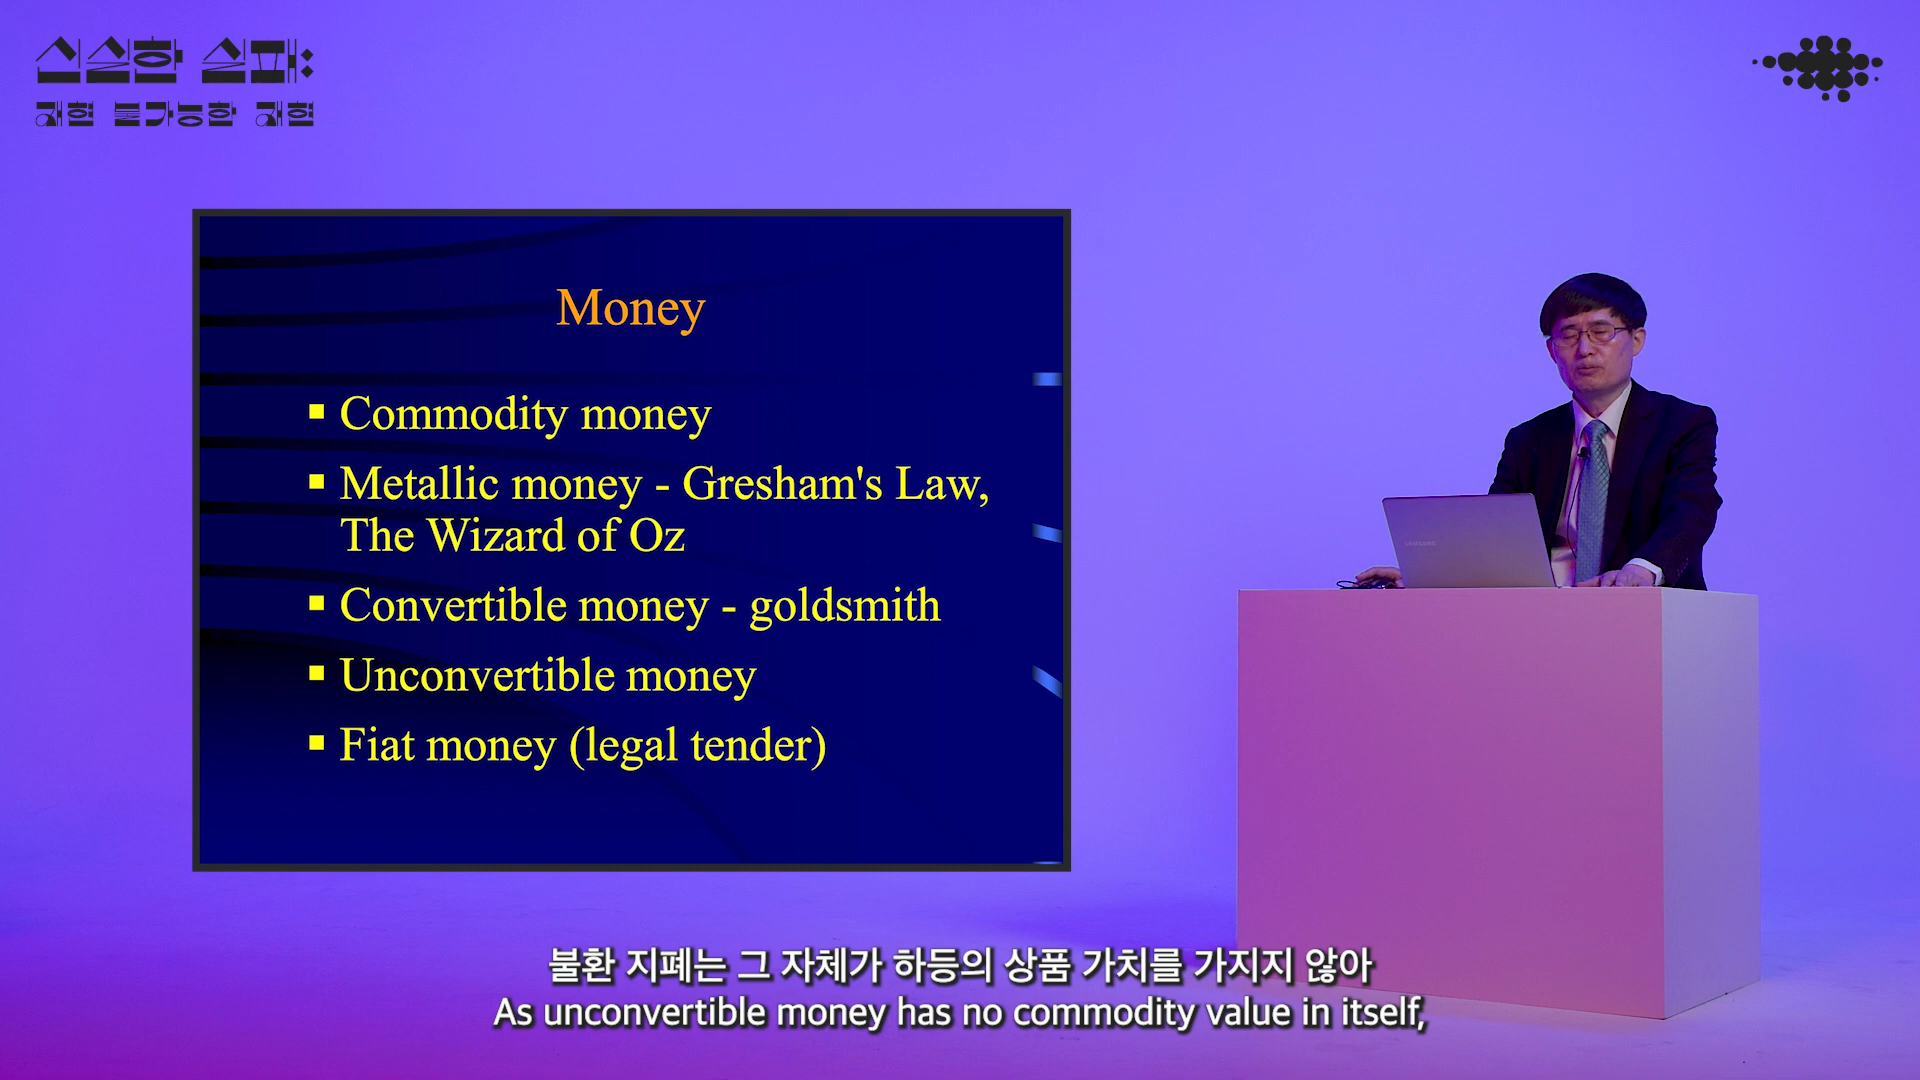 신실한 실패:
재현 불가능한 재현
Money
▪ Commodity money
▪ Metallic money - Gresham's Law,
The Wizard of Oz
▪ Convertible money - goldsmith
▪ Unconvertible money
▪ Fiat money (legal tender)
SAMSUNG
불환 지폐는 그 자체가 하등의 상품 가치를 가지지 않아
As unconvertible money has no commodity value in itself,